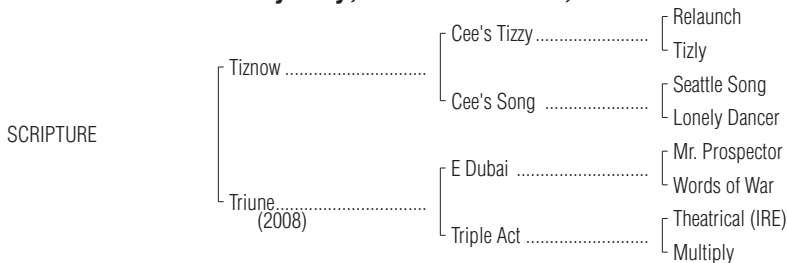 Relaunch
Cee's Tizzy
Tizly
Tiznow
Seattle Song
Cee's Song
Lonely Dancer
SCRIPTURE
Mr. Prospector
E Dubai
Words of War
Triune
(2008)
Theatrical (IRE)
Triple Act
Multiply